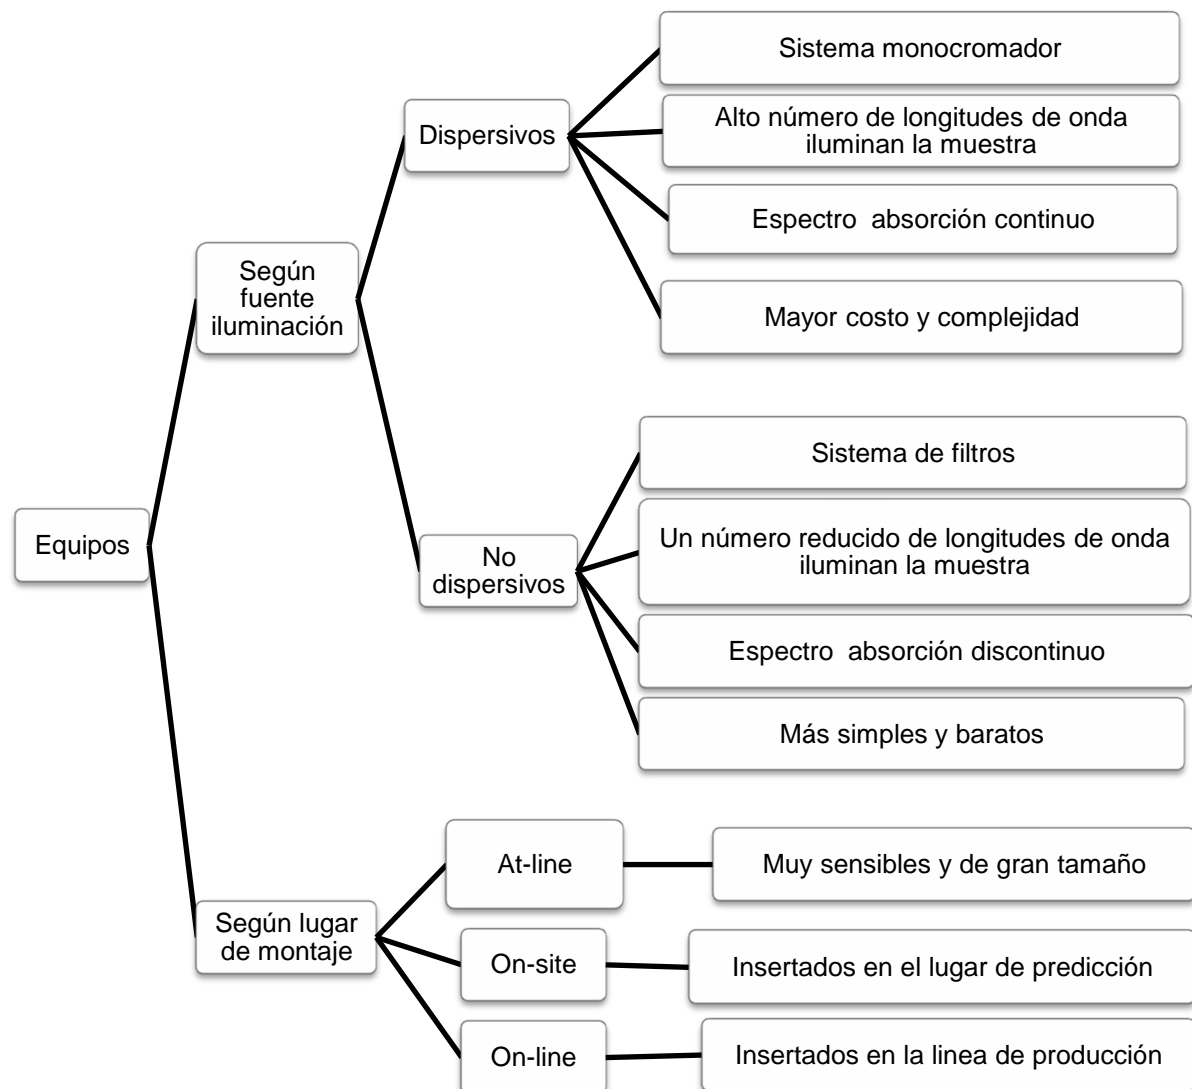 Sistema monocromador
Dispersivos
Alto número de longitudes de onda
iluminan la muestra
Espectro  absorción continuo
Mayor costo y complejidad
Según
fuente
iluminación
Sistema de filtros
Equipos
No
dispersivos
Un número reducido de longitudes de onda
iluminan la muestra
Espectro  absorción discontinuo
Más simples y baratos
At-line
Muy sensibles y de gran tamaño
Según lugar
de montaje
On-site
Insertados en el lugar de predicción
On-line
Insertados en la linea de producción